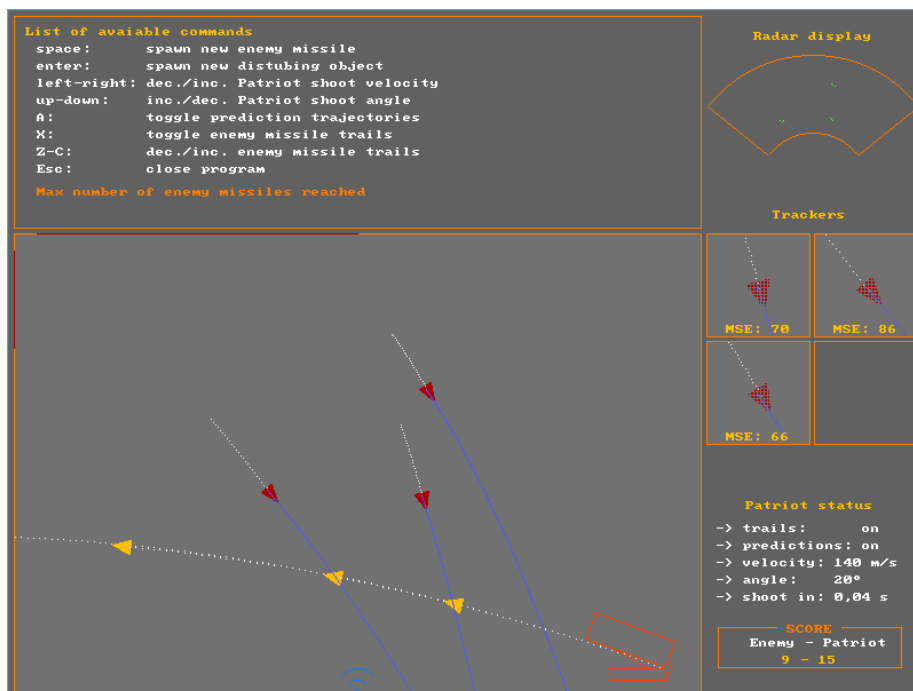 List of avaiable commands
space: spawn new enemy missile
enter: spawn new distubing object
left-right: dec./inc. Patriot shoot velocity
up-down: inc./dec. Patriot shoot angle
A: toggle prediction trajectories
X: toggle enemy missile trails
Z-C: dec./inc. enemy missile trails
Esc: close program
Max number of enemy missiles reached
Radar display
Trackers
MSE: 70
MSE: 86
MSE: 66
Patriot status
-> trails: on
-> predictions: on
-> velocity: 140 m/s
-> angle: 20°
-> shoot in: 0,04 s
SCORE
Enemy - Patriot
9 - 15